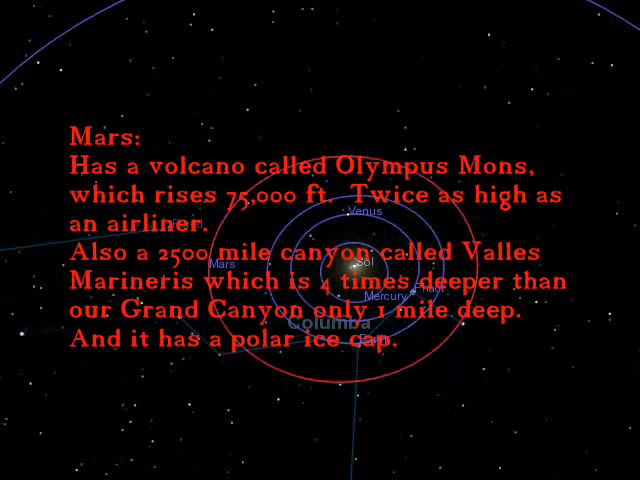 Mars:
Has a volcano called Olympus Mons,
which rises 75,000 ft. Twice as high as
an airliner.
Also a 2500 mile canyon called Valles
Marineris which is 4 times deeper than
our Grand Canyon only 1 mile deep.
And it has a polar ice cap.
Venus
Mars
Sol
Mercury
Columba